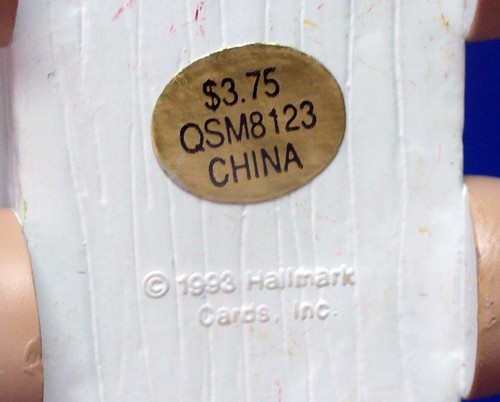 $3.75
QSM8123
CHINA
© 1993 Hallmark
Cards, Inc.